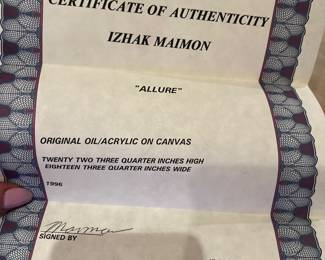 CERTIFICATE OF AUTHENTICITY
IZHAK MAIMON
"ALLURE"
ORIGINAL OIL/ACRYLIC ON CANVAS
TWENTY TWO THREE QUARTER INCHES HIGH
EIGHTEEN THREE QUARTER INCHES WIDE
1996
Maimon
SIGNED BY